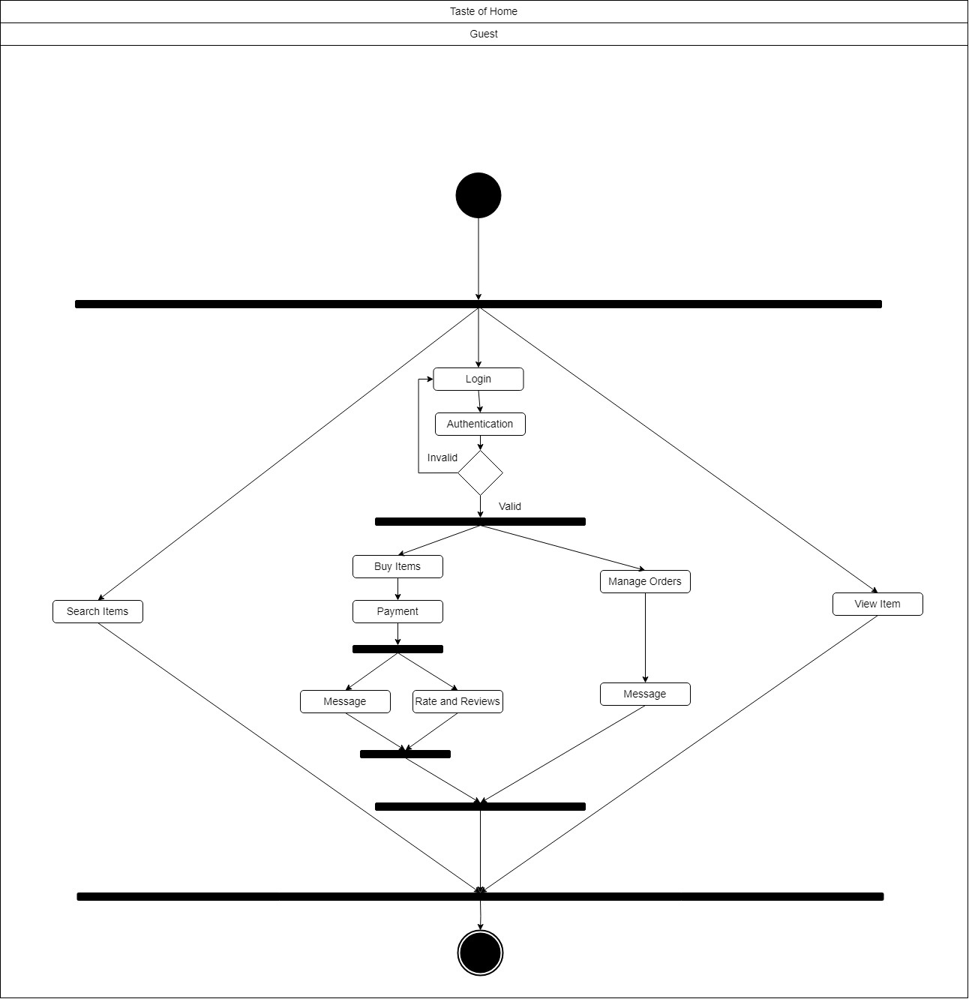 Taste of Home
Guest
Login
Authentication
Invalid
Valid
Buy Items
Manage Orders
Search Items
Payment
View Item
Message
Rate and Reviews
Message